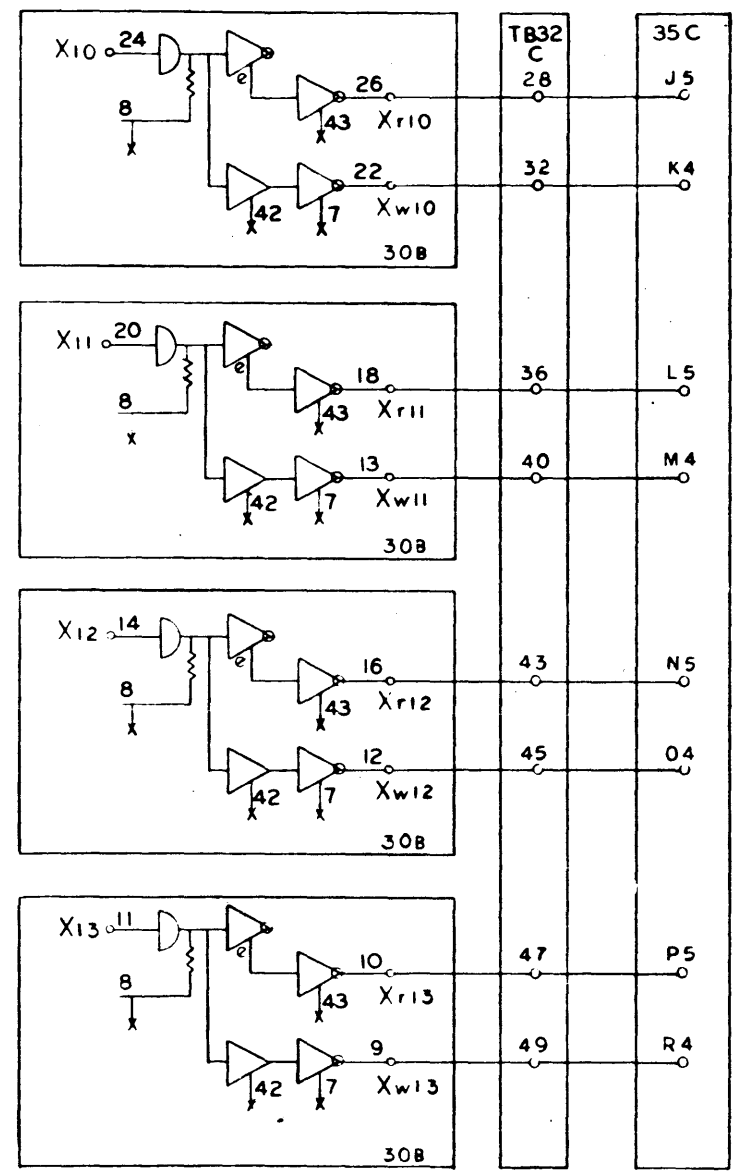 TB32 35C
C
X10 24 28 J5
e 26
8 43 Xr10
22 32 K4
42 7 Xw10
30B
X11 20
e 18 36 L5
8 43 Xr11
13 40 M4
42 7 Xw11
30B
X12 14
e 16 43 N5
8 43 Xr12
12 45 04
42 7 Xw12
30B
X13 11
e 10 47 P5
8 43 Xr13
9 49 R4
42 7 Xw13
30B